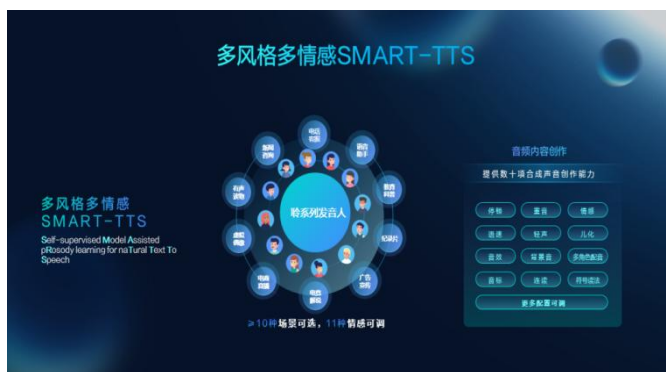 多风格多情感SMART-TTS
多风格多情感
SMART-TTS
Self-supervised Model Assisted
pRosody learning for naTural Text To
Speech
电话
客服
语音
助手
教育
科普
纪录片
广告
宣传
电商
直播
虚拟
偶像
有声
读物
新闻
聆系列发音人
≥10种场景可选，11种情感可调
音频内容创作
提供数十项合成声音创作能力
停顿
重音
情感
语速
轻声
儿化
音效
背景音
多角色配音
音标
连读
符号读法
更多配置可调